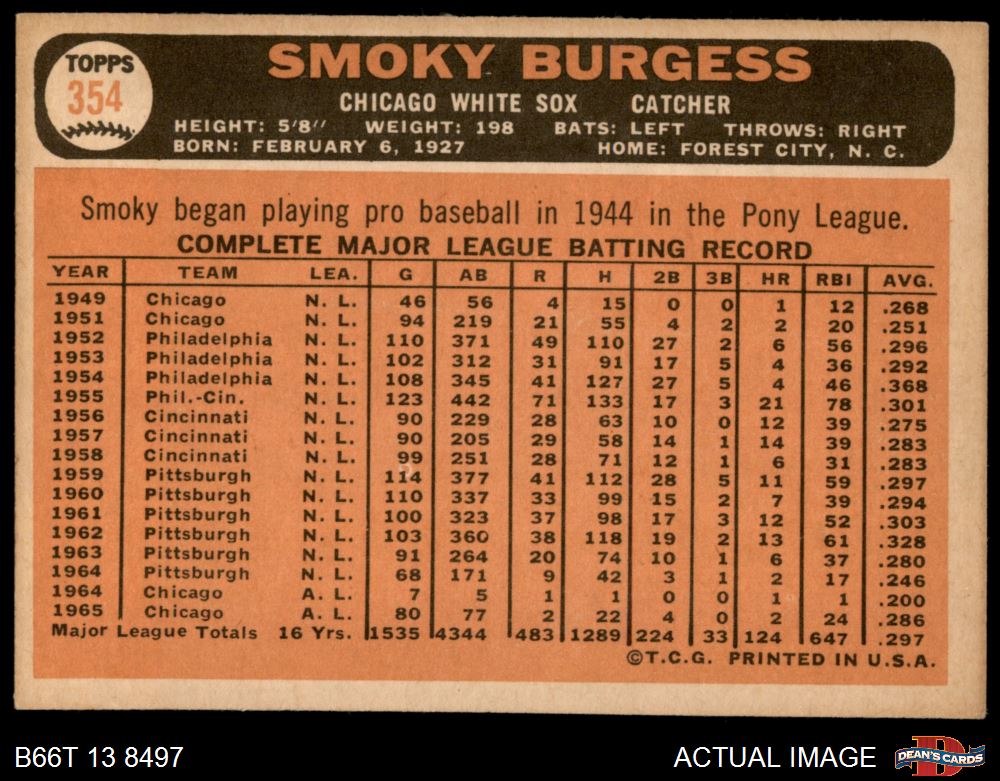 TOPPS
354
SMOKY BURGESS
CHICAGO WHITE SOX CATCHER
HEIGHT: 5'8" WEIGHT: 198 BATS: LEFT THROWS: RIGHT
BORN: FEBRUARY 6, 1927 HOME: FOREST CITY, N. C.
Smoky began playing pro baseball in 1944 in the Pony League.
COMPLETE MAJOR LEAGUE BATTING RECORD
YEAR TEAM LEA. G AB R H 2B 3B HR RBI AVG.
1949 Chicago N. L. 46 56 4 15 0 0 1 12 .268
1951 Chicago N. L. 94 219 21 55 4 2 2 20 .251
1952 Philadelphia N. L. 110 371 49 110 27 2 6 56 .296
1953 Philadelphia N. L. 102 312 31 91 17 5 4 36 .292
1954 Philadelphia N. L. 108 345 41 127 27 5 4 46 .368
1955 Phil.-Cin. N. L. 123 442 71 133 17 3 21 78 .301
1956 Cincinnati N. L. 90 229 28 63 10 0 12 39 .275
1957 Cincinnati N. L. 90 205 29 58 14 1 14 39 .283
1958 Cincinnati N. L. 99 251 28 71 12 1 6 31 .283
1959 Pittsburgh N. L. 114 377 41 112 28 5 11 59 .297
1960 Pittsburgh N. L. 110 337 33 99 15 2 7 39 .294
1961 Pittsburgh N. L. 100 323 37 98 17 3 12 52 .303
1962 Pittsburgh N. L. 103 360 38 118 19 2 13 61 .328
1963 Pittsburgh N. L. 91 264 20 74 10 1 6 37 .280
1964 Pittsburgh N. L. 68 171 9 42 3 1 2 17 .246
1964 Chicago A. L. 7 5 1 1 0 0 1 1 .200
1965 Chicago A. L. 80 77 2 22 4 0 2 24 .286
Major League Totals 16 Yrs. 1535 4344 483 1289 224 33 124 647 .297
©T.C.G. PRINTED IN U.S.A.
B66T 13 8497 ACTUAL IMAGE DEAN'S CARDS